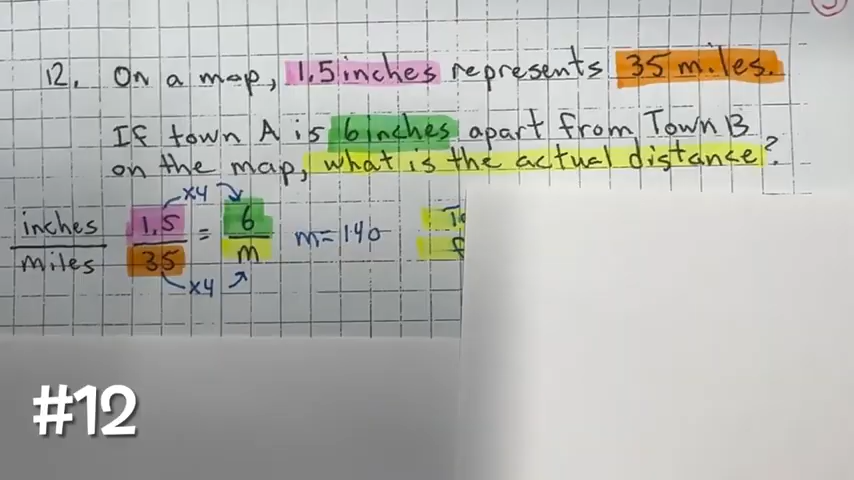 12. On a map, 1.5 inches represents 35 miles.
If town A is 6 inches apart from Town B
on the map, what is the actual distance?
x4
inches 1.5 = 6 m=140
miles 35 m
x4
#12